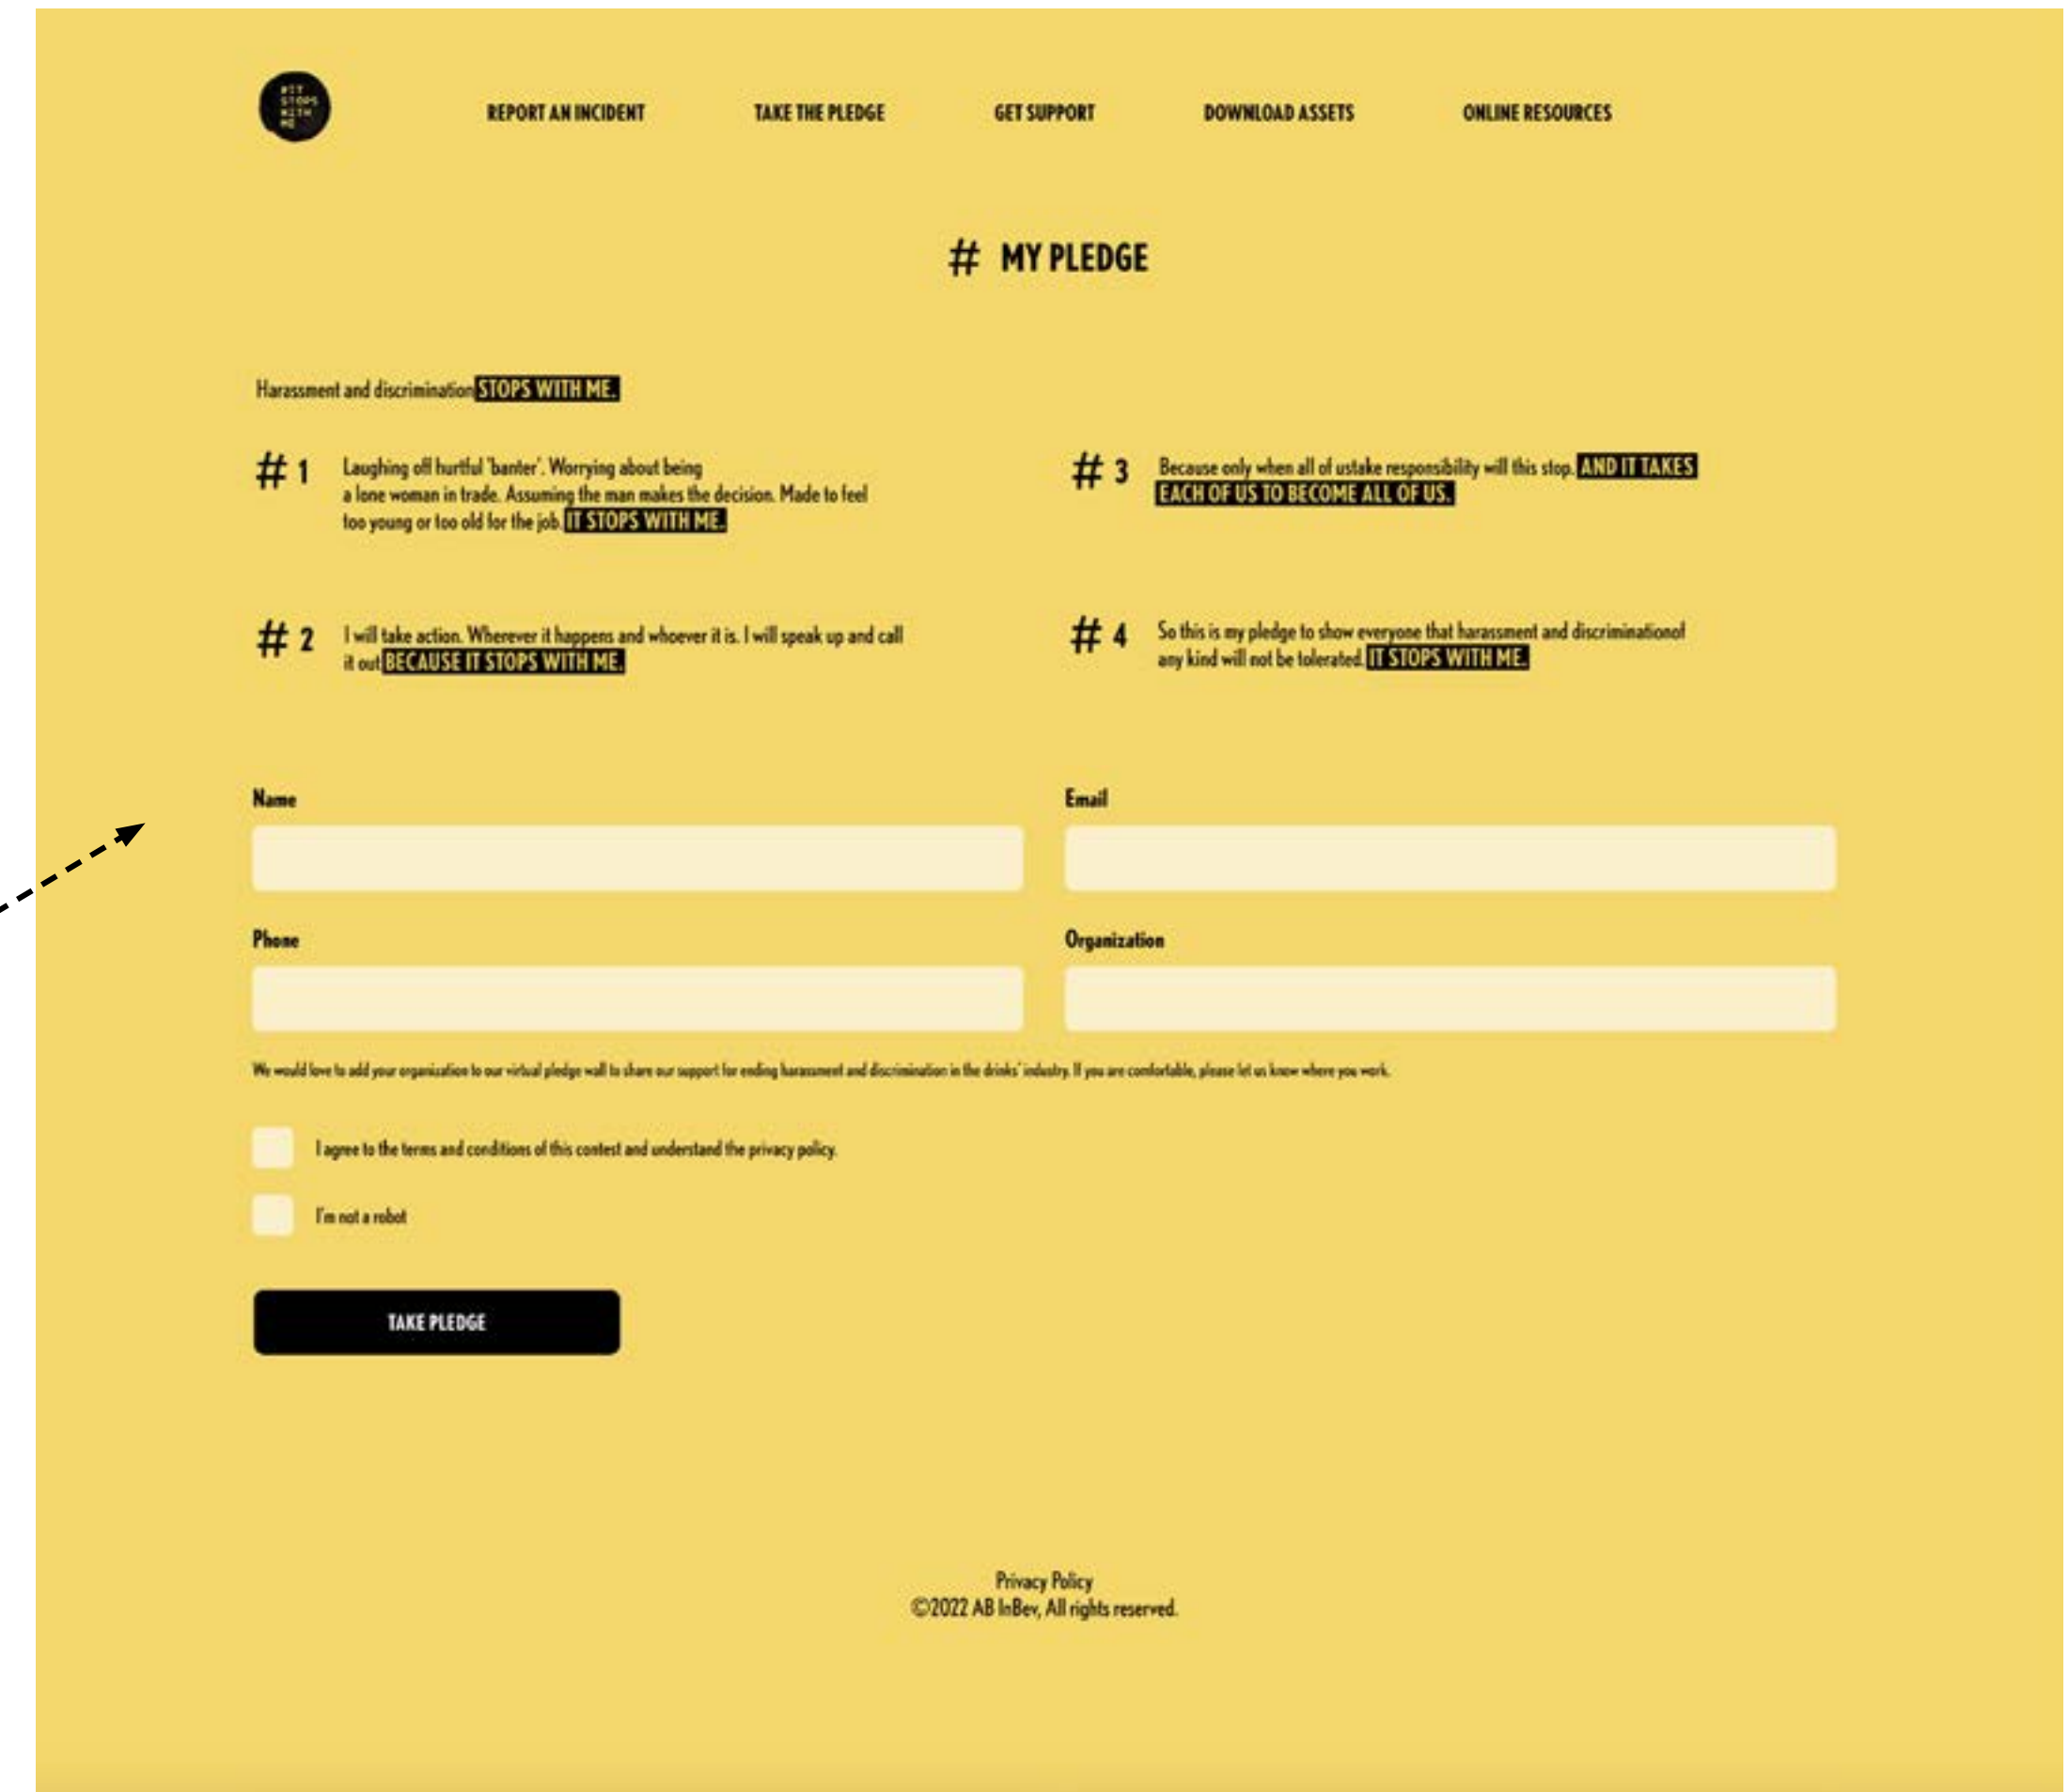 #IT
STOPS
WITH
ME
REPORT AN INCIDENT
TAKE THE PLEDGE
GET SUPPORT
DOWNLOAD ASSETS
ONLINE RESOURCES
# MY PLEDGE
Harassment and discrimination STOPS WITH ME.
# 1
Laughing off hurtful 'banter'. Worrying about being
a lone woman in trade. Assuming the man makes the decision. Made to feel
too young or too old for the job. IT STOPS WITH ME.
# 2
I will take action. Wherever it happens and whoever it is. I will speak up and call
it out BECAUSE IT STOPS WITH ME.
# 3
Because only when all of ustake responsibility will this stop. AND IT TAKES
EACH OF US TO BECOME ALL OF US.
# 4
So this is my pledge to show everyone that harassment and discriminationof
any kind will not be tolerated. IT STOPS WITH ME.
Name
Email
Phone
Organization
We would love to add your organization to our virtual pledge wall to share our support for ending harassment and discrimination in the drinks' industry. If you are comfortable, please let us know where you work.
I agree to the terms and conditions of this contest and understand the privacy policy.
I'm not a robot
TAKE PLEDGE
Privacy Policy
©2022 AB InBev, All rights reserved.